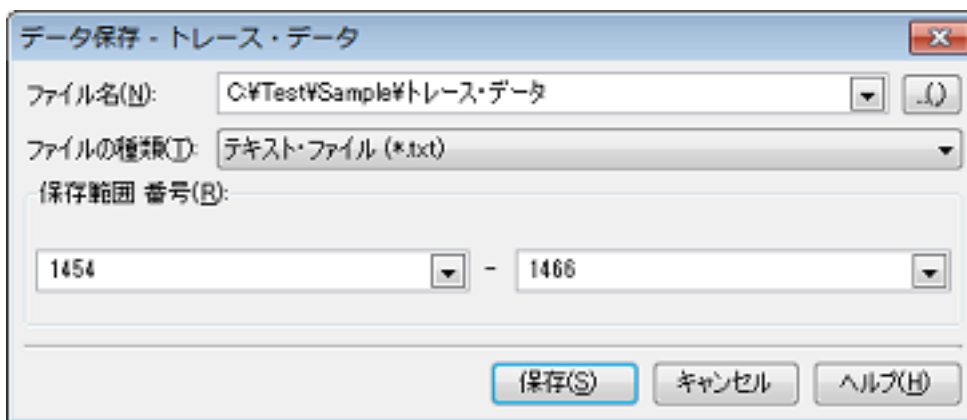 データ保存 - トレース・データ
ファイル名(N): C:¥Test¥Sample¥トレース・データ ...()
ファイルの種類(T): テキスト・ファイル (*.txt)
保存範囲 番号(R):
1454 - 1466
保存(S) キャンセル ヘルプ(H)